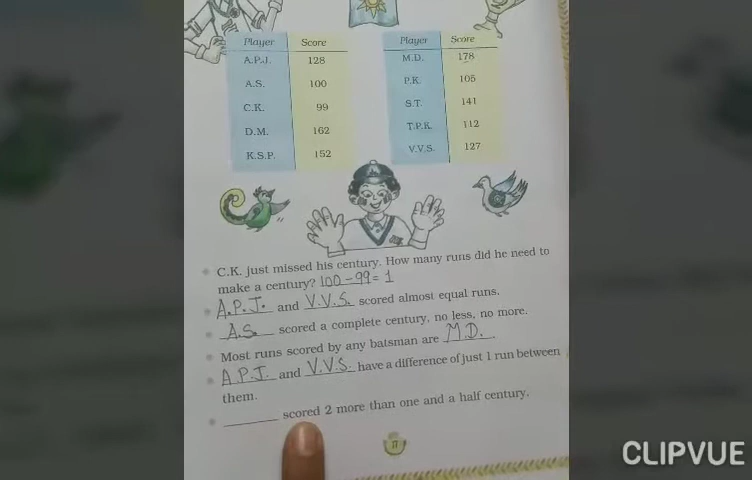 Player Score Player Score
A.P.J. 128 M.D. 178
A.S. 100 P.K. 105
C.K. 99 S.T. 141
D.M. 162 T.P.K. 112
K.S.P. 152 V.V.S. 127
C.K. just missed his century. How many runs did he need to
make a century? 100-99=1
A.P.J. and V.V.S. scored almost equal runs.
A.S. scored a complete century, no less, no more.
Most runs scored by any batsman are M.D.
A.P.J. and V.V.S. have a difference of just 1 run between
them.
______ scored 2 more than one and a half century.
CLIPVUE